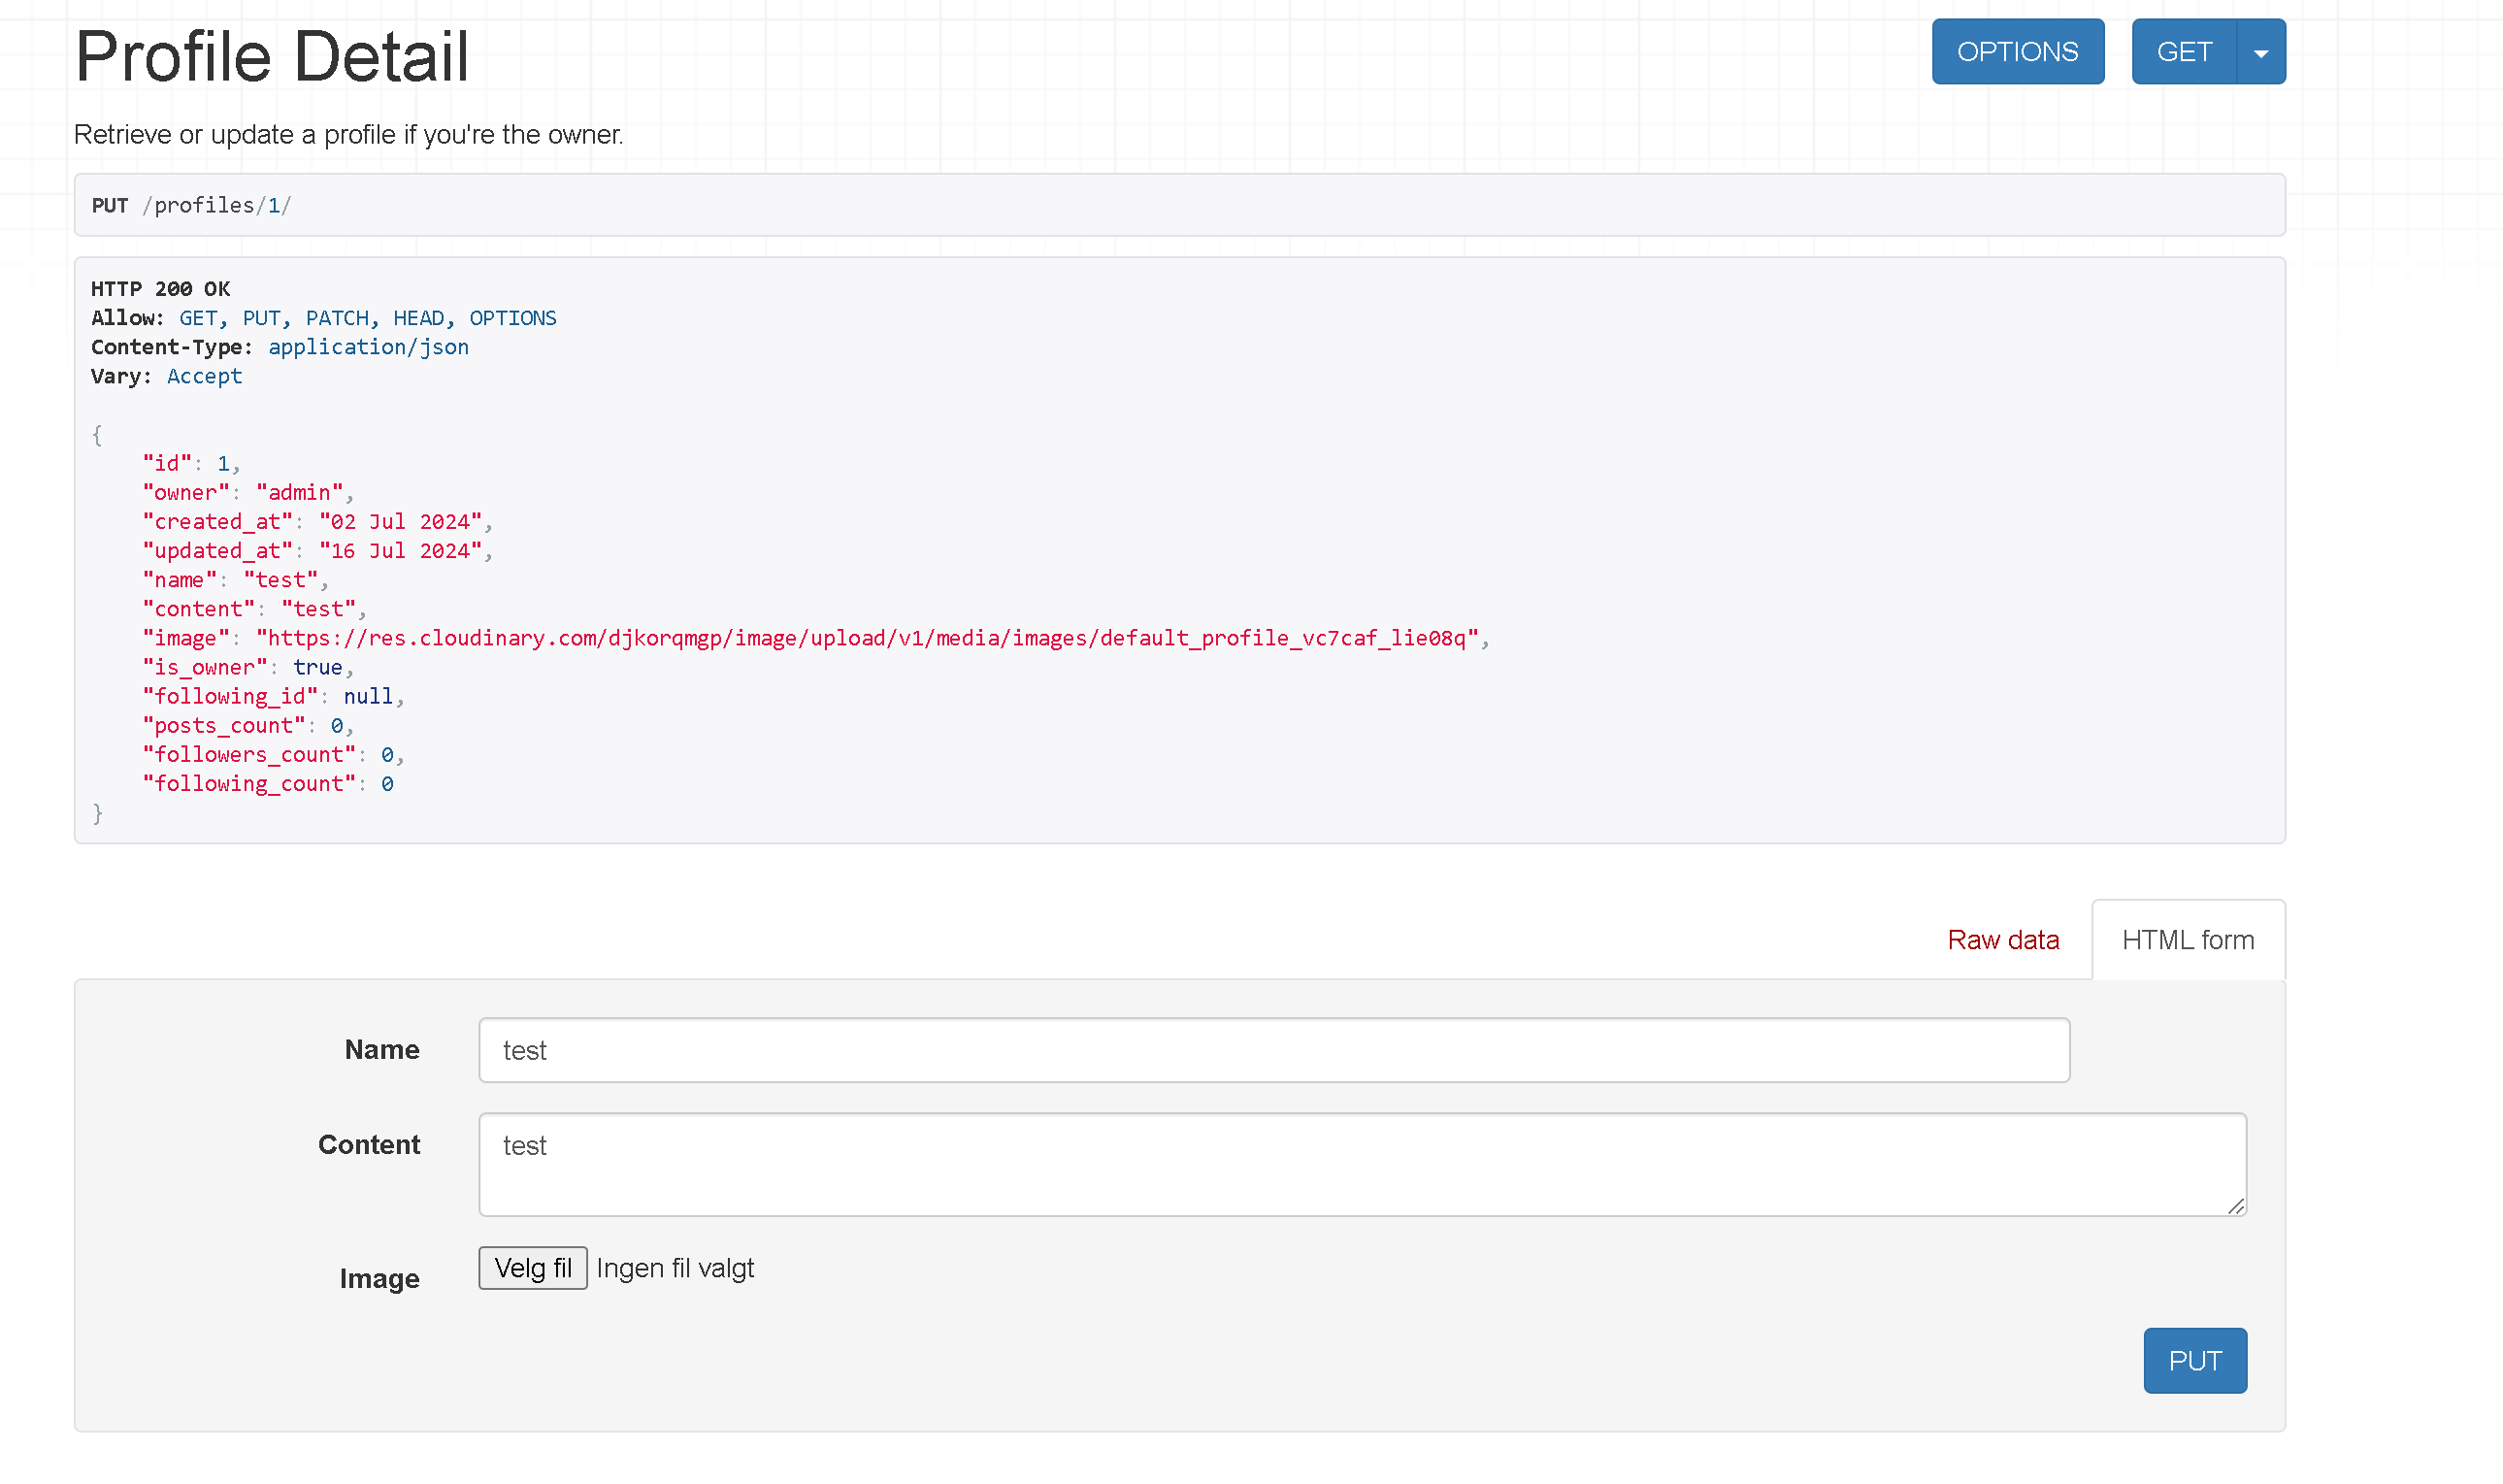 Profile Detail
OPTIONS
GET
Retrieve or update a profile if you're the owner.
PUT /profiles/1/
HTTP 200 OK
Allow: GET, PUT, PATCH, HEAD, OPTIONS
Content-Type: application/json
Vary: Accept
{
    "id": 1,
    "owner": "admin",
    "created_at": "02 Jul 2024",
    "updated_at": "16 Jul 2024",
    "name": "test",
    "content": "test",
    "image": "https://res.cloudinary.com/djkorqmgp/image/upload/v1/media/images/default_profile_vc7caf_lie08q",
    "is_owner": true,
    "following_id": null,
    "posts_count": 0,
    "followers_count": 0,
    "following_count": 0
}
Raw data
HTML form
Name
test
Content
test
Image
Velg fil Ingen fil valgt
PUT